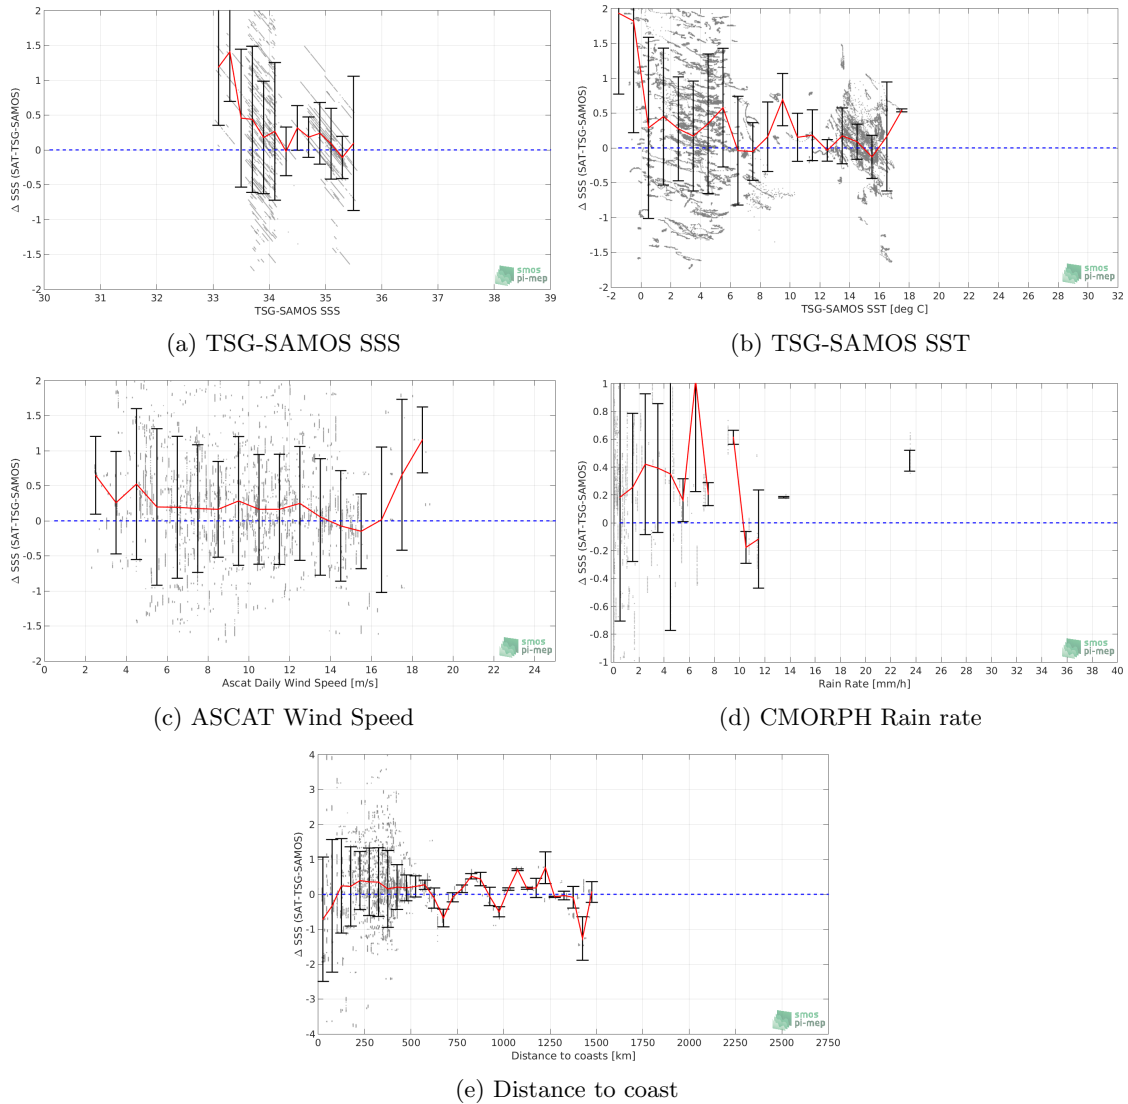 2
1.5
1
0.5
0
-0.5
-1
-1.5
-2
Δ SSS (SAT-TSG-SAMOS)
30 31 32 33 34 35 36 37 38 39
TSG-SAMOS SSS
smos
pi-mep
(a) TSG-SAMOS SSS
2
1.5
1
0.5
0
-0.5
-1
-1.5
-2
Δ SSS (SAT-TSG-SAMOS)
-2 0 2 4 6 8 10 12 14 16 18 20 22 24 26 28 30 32
TSG-SAMOS SST [deg C]
smos
pi-mep
(b) TSG-SAMOS SST
2
1.5
1
0.5
0
-0.5
-1
-1.5
-2
Δ SSS (SAT-TSG-SAMOS)
0 2 4 6 8 10 12 14 16 18 20 22 24
Ascat Daily Wind Speed [m/s]
smos
pi-mep
(c) ASCAT Wind Speed
1
0.8
0.6
0.4
0.2
0
-0.2
-0.4
-0.6
-0.8
-1
Δ SSS (SAT-TSG-SAMOS)
0 2 4 6 8 10 12 14 16 18 20 22 24 26 28 30 32 34 36 38 40
Rain Rate [mm/h]
smos
pi-mep
(d) CMORPH Rain rate
4
3
2
1
0
-1
-2
-3
-4
Δ SSS (SAT-TSG-SAMOS)
0 250 500 750 1000 1250 1500 1750 2000 2250 2500 2750
Distance to coasts [km]
smos
pi-mep
(e) Distance to coast